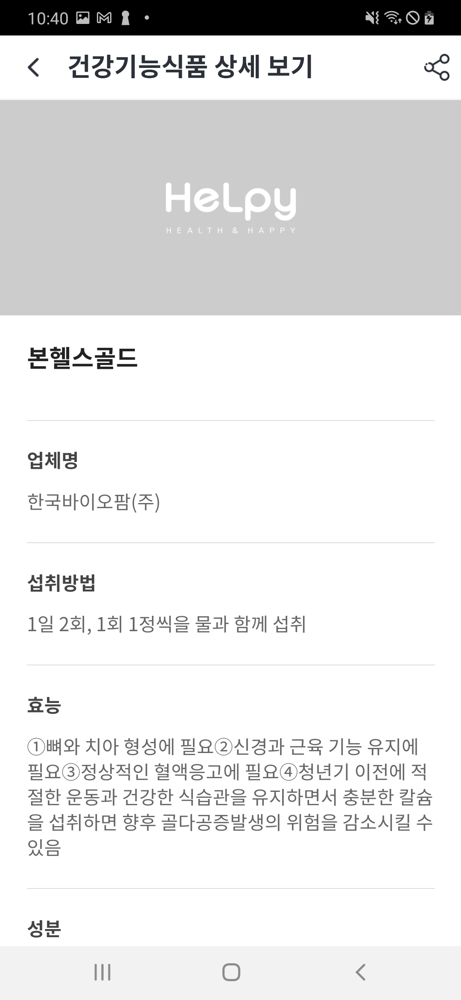 10:40
건강기능식품 상세 보기
HeLpy
HEALTH & HAPPY
본헬스골드
업체명
한국바이오팜(주)
섭취방법
1일 2회, 1회 1정씩을 물과 함께 섭취
효능
①뼈와 치아 형성에 필요②신경과 근육 기능 유지에
필요③정상적인 혈액응고에 필요④청년기 이전에 적
절한 운동과 건강한 식습관을 유지하면서 충분한 칼슘
을 섭취하면 향후 골다공증발생의 위험을 감소시킬 수
있음
성분